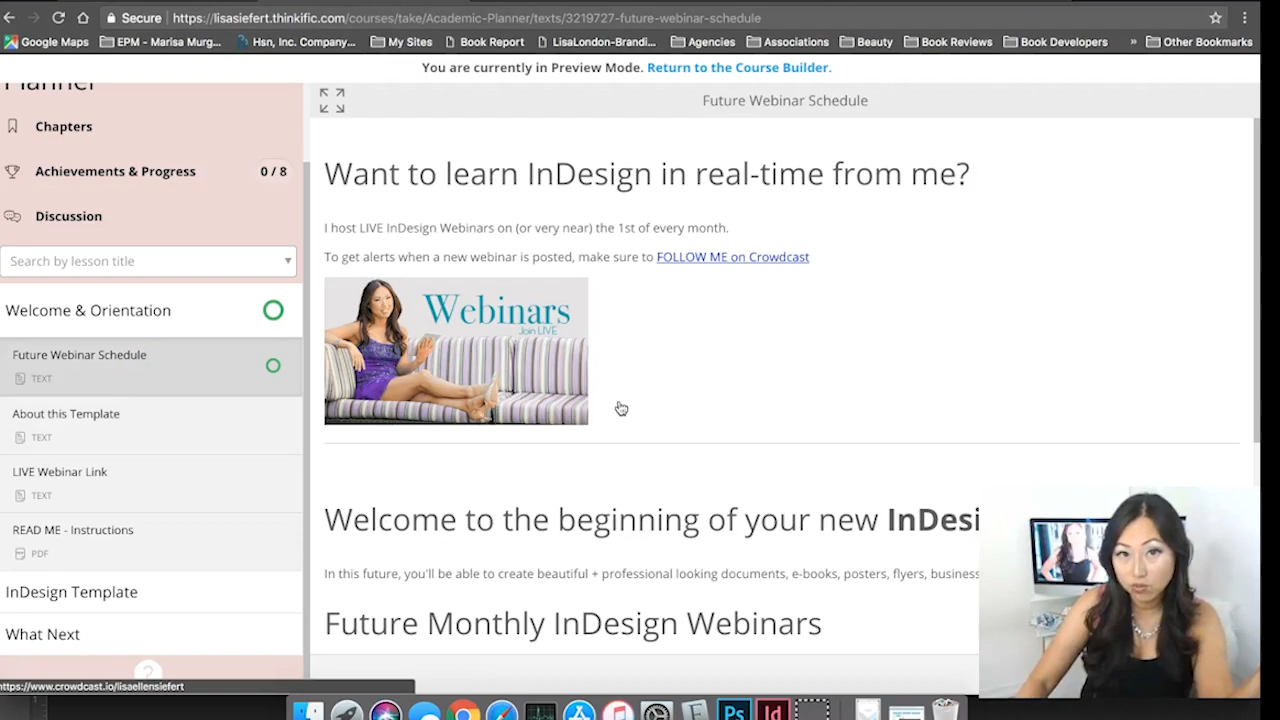 Secure
https://lisasiefert.thinkific.com/courses/take/Academic-Planner/texts/3219727-future-webinar-schedule
Google Maps
EPM – Marisa Murg...
Hsn, Inc. Company...
My Sites
Book Report
LisaLondon-Brandi...
Agencies
Associations
Beauty
Book Reviews
Book Developers
»
Other Bookmarks
You are currently in Preview Mode. Return to the Course Builder.
Planner
Chapters
Achievements & Progress 0 / 8
Discussion
Search by lesson title
Welcome & Orientation
Future Webinar Schedule
TEXT
About this Template
TEXT
LIVE Webinar Link
TEXT
READ ME - Instructions
PDF
InDesign Template
What Next
?
https://www.crowdcast.io/lisaellensiefert
Future Webinar Schedule
Want to learn InDesign in real-time from me?
I host LIVE InDesign Webinars on (or very near) the 1st of every month.
To get alerts when a new webinar is posted, make sure to FOLLOW ME on Crowdcast
Webinars
Join LIVE
Welcome to the beginning of your new InDesi
In this future, you'll be able to create beautiful + professional looking documents, e-books, posters, flyers, business
Future Monthly InDesign Webinars
Ps
Id